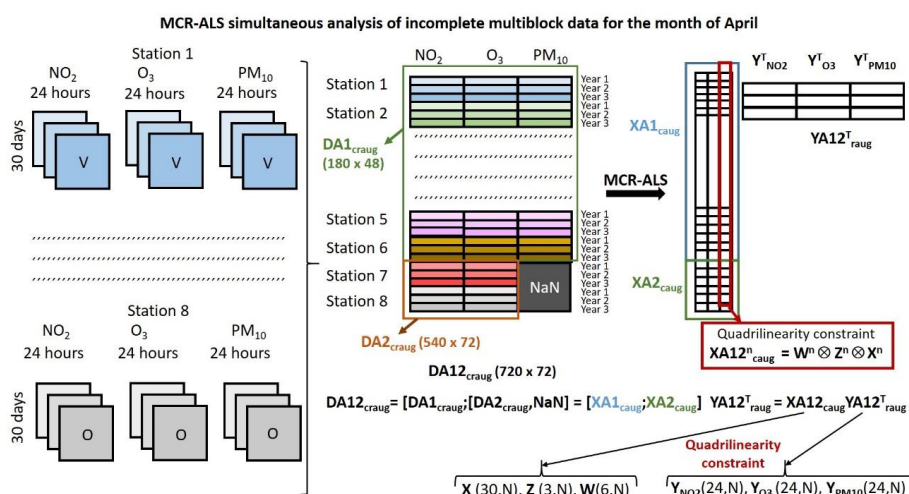 MCR-ALS simultaneous analysis of incomplete multiblock data for the month of April
Station 1
NO2 O3 PM10
24 hours 24 hours 24 hours
30 days
V V V
Station 8
NO2 O3 PM10
24 hours 24 hours 24 hours
30 days
O O O
NO2 O3 PM10
Station 1
Year 1
Year 2
Year 3
Station 2
Year 1
Year 2
Year 3
DA1craug
(180 x 48)
Station 5
Year 1
Year 2
Year 3
Station 6
Year 1
Year 2
Year 3
Station 7
Year 1
Year 2
Year 3
Station 8
Year 1
Year 2
Year 3
NaN
DA2craug (540 x 72)
DA12craug (720 x 72)
MCR-ALS
XA1caug
XA2caug
YTNO2 YTO3 YTPM10
YA12Traug
Quadrilinearity constraint
XA12ncaug = Wn ⊗ Zn ⊗ Xn
DA12craug = [DA1craug;[DA2craug,NaN] = [XA1caug;XA2caug] YA12Traug = XA12caugYA12Traug
Quadrilinearity
constraint
X (30,N), Z (3,N), W(6,N)
YNO2(24,N), YO3 (24,N), YPM10(24,N)